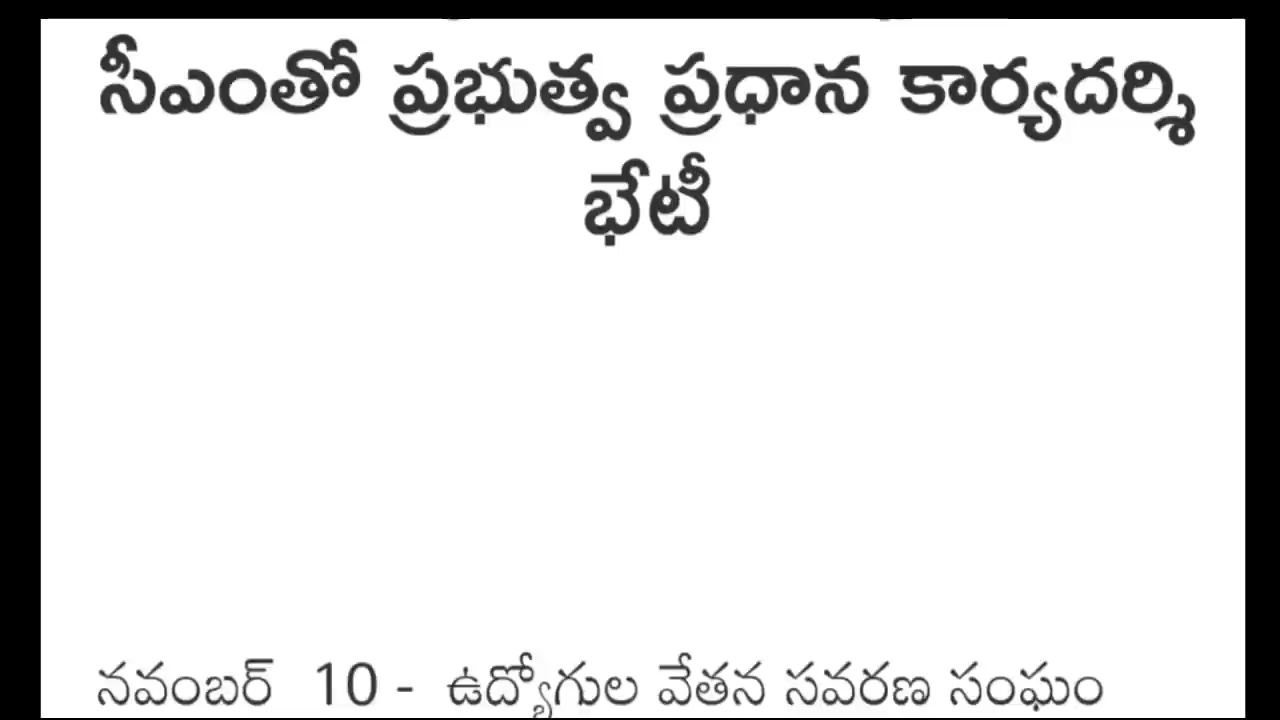 సీఎంతో ప్రభుత్వ ప్రధాన కార్యదర్శి
భేటీ
నవంబర్ 10 - ఉద్యోగుల వేతన సవరణ సంఘం